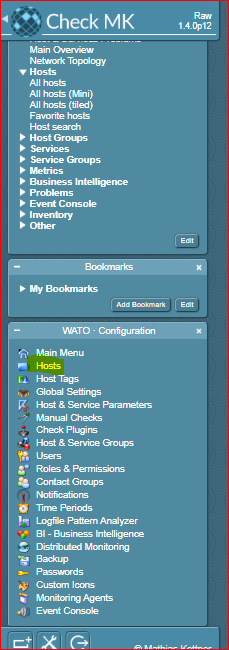 Check MK
Raw
1.4.0p12
Main Overview
Network Topology
Hosts
All hosts
All hosts (Mini)
All hosts (tiled)
Favorite hosts
Host search
Host Groups
Services
Service Groups
Metrics
Business Intelligence
Problems
Event Console
Inventory
Other
Edit
Bookmarks
My Bookmarks
Add Bookmark Edit
WATO · Configuration
Main Menu
Hosts
Host Tags
Global Settings
Host & Service Parameters
Manual Checks
Check Plugins
Host & Service Groups
Users
Roles & Permissions
Contact Groups
Notifications
Time Periods
Logfile Pattern Analyzer
BI - Business Intelligence
Distributed Monitoring
Backup
Passwords
Custom Icons
Monitoring Agents
Event Console
© Mathias Kettner